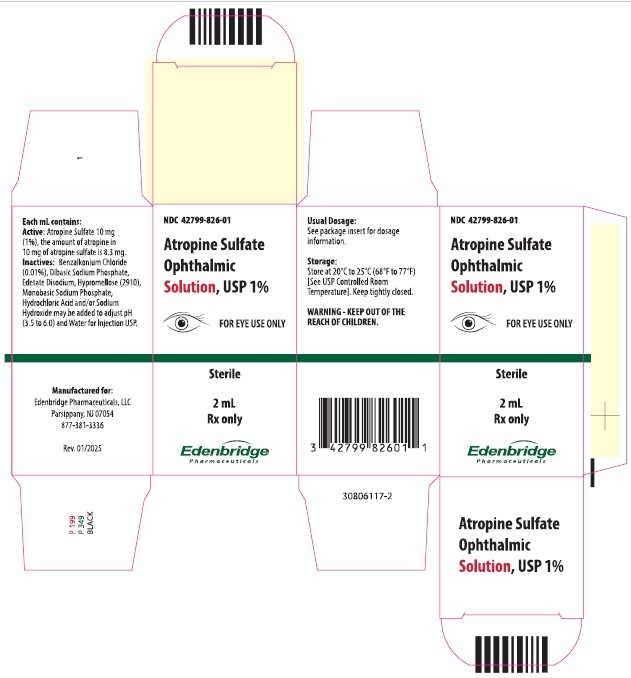 1
Each mL contains:
Active: Atropine Sulfate 10 mg
(1%), the amount of atropine in
10 mg of atropine sulfate is 8.3 mg.
Inactives: Benzalkonium Chloride
(0.01%), Dibasic Sodium Phosphate,
Edetate Disodium, Hypromellose (2910),
Monobasic Sodium Phosphate,
Hydrochloric Acid and/or Sodium
Hydroxide may be added to adjust pH
(3.5 to 6.0) and Water for Injection USP.
Manufactured for:
Edenbridge Pharmaceuticals, LLC
Parsippany, NJ 07054
877-381-3336
Rev. 01/2025
P 199
P 349
BLACK
NDC 42799-826-01
Atropine Sulfate
Ophthalmic
Solution, USP 1%
FOR EYE USE ONLY
Sterile
2 mL
Rx only
Edenbridge
Pharmaceuticals
Usual Dosage:
See package insert for dosage
information.
Storage:
Store at 20°C to 25°C (68°F to 77°F)
[See USP Controlled Room
Temperature]. Keep tightly closed.
WARNING - KEEP OUT OF THE
REACH OF CHILDREN.
3 42799 82601 1
30806117-2
NDC 42799-826-01
Atropine Sulfate
Ophthalmic
Solution, USP 1%
FOR EYE USE ONLY
Sterile
2 mL
Rx only
Edenbridge
Pharmaceuticals
Atropine Sulfate
Ophthalmic
Solution, USP 1%